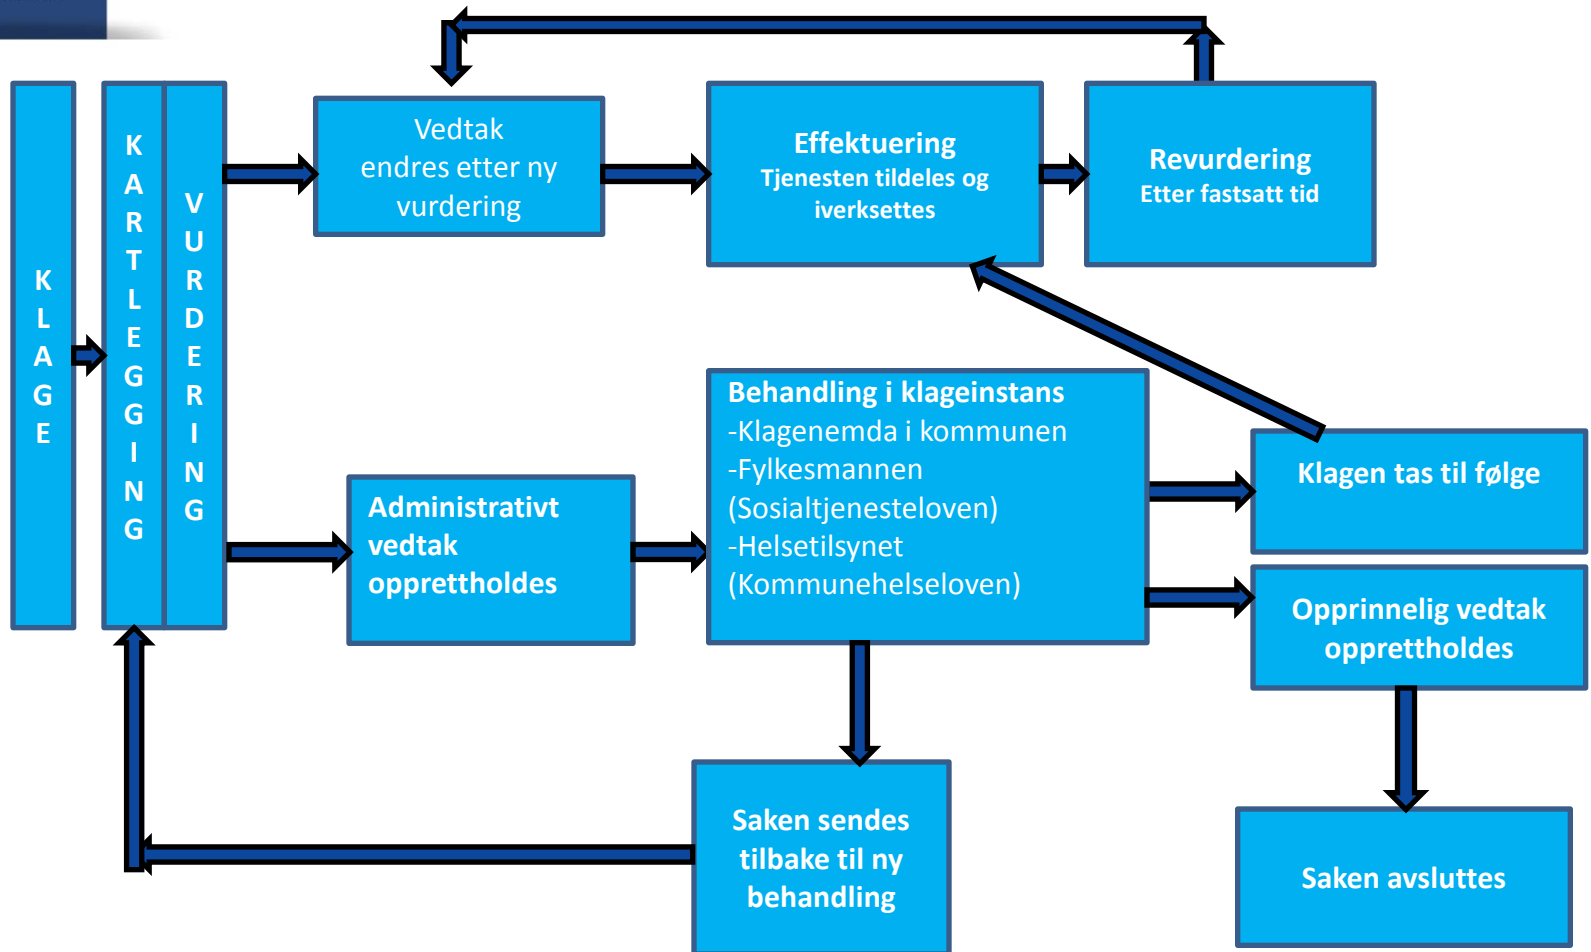 KLAGE
KARTLEGGING
VURDERING
Vedtak
endres etter ny
vurdering
Effektuering
Tjenesten tildeles og
iverksettes
Revurdering
Etter fastsatt tid
Administrativt
vedtak
opprettholdes
Behandling i klageinstans
-Klagenemda i kommunen
-Fylkesmannen
(Sosialtjenesteloven)
-Helsetilsynet
(Kommunehelseloven)
Klagen tas til følge
Opprinnelig vedtak
opprettholdes
Saken sendes
tilbake til ny
behandling
Saken avsluttes